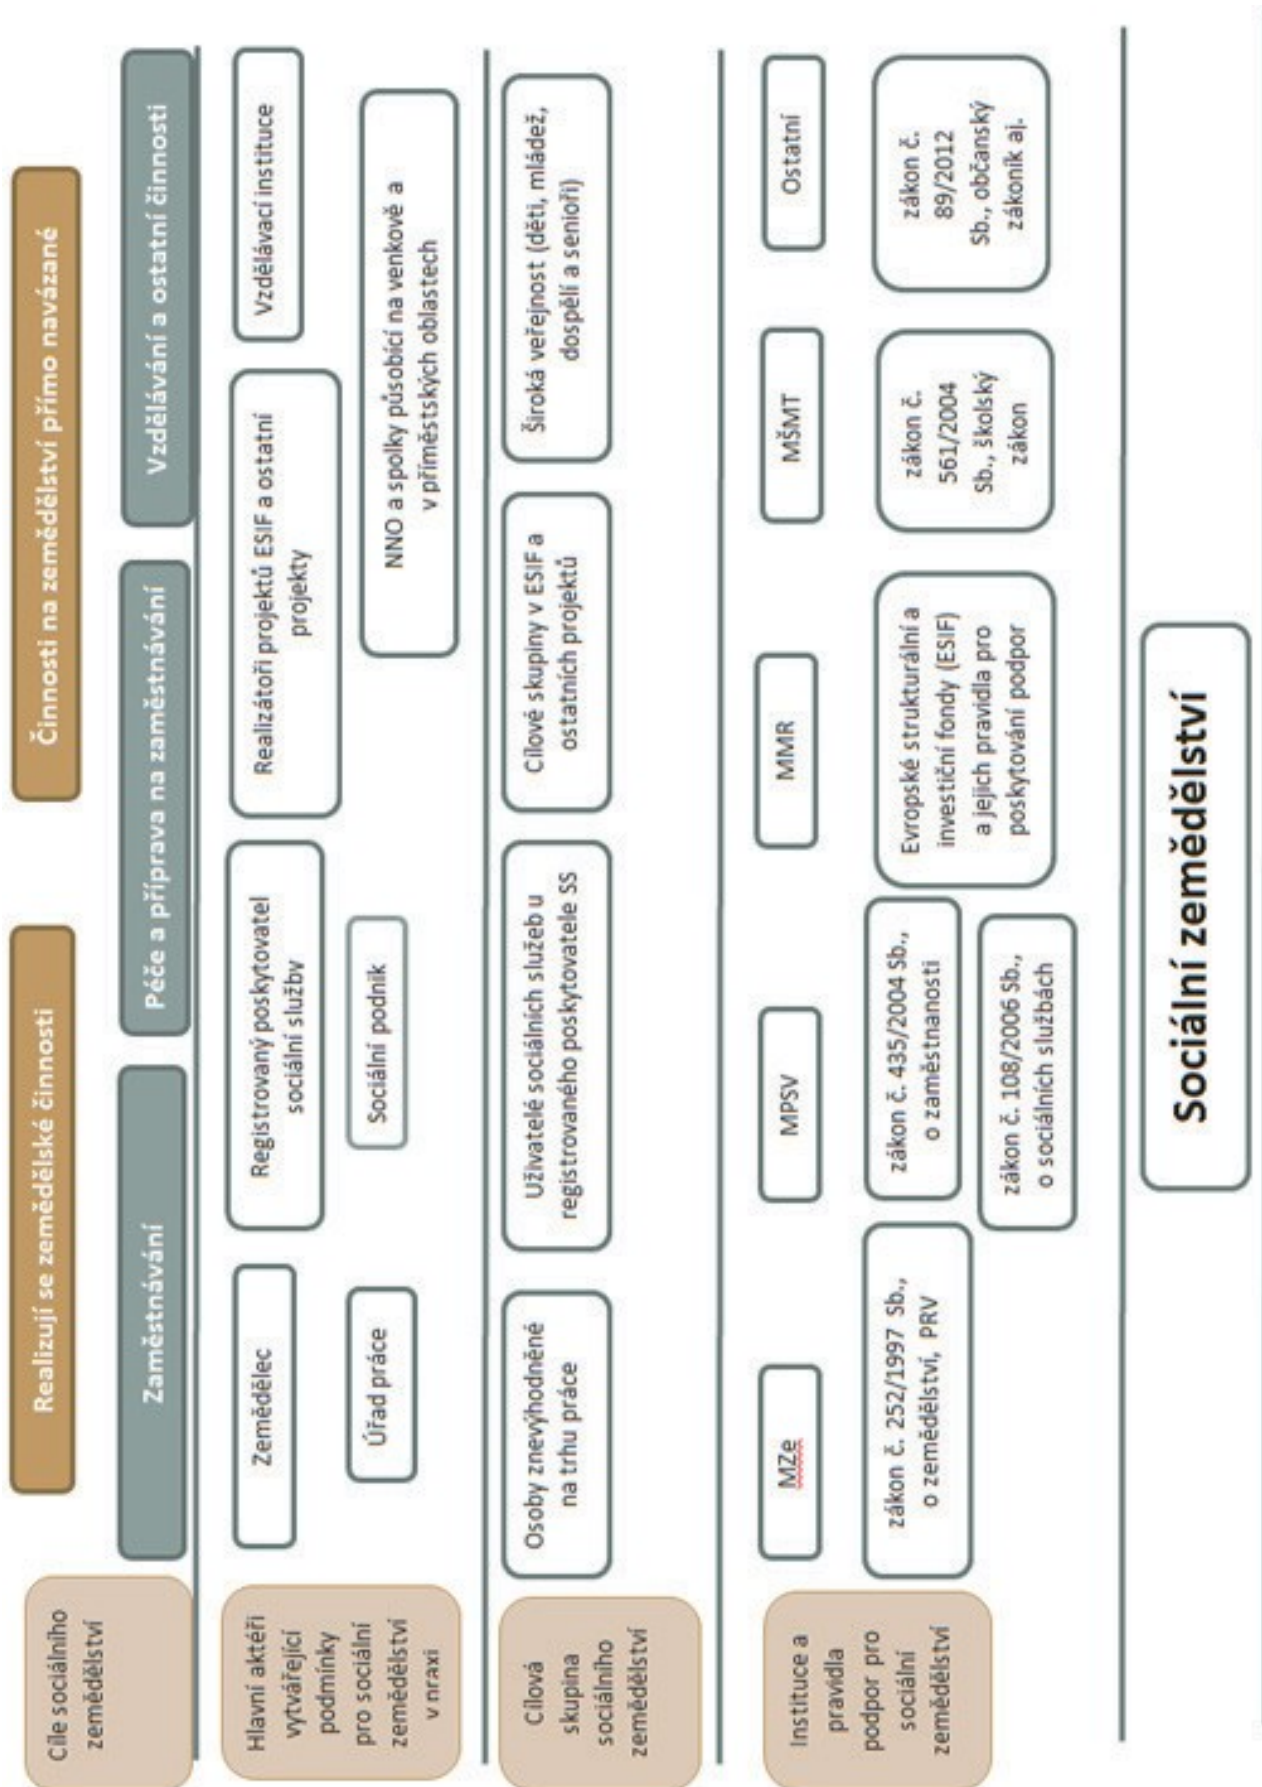 Realizují se zemědělské činnosti
Činnosti na zemědělství přímo navázané
Cíle sociálního
zemědělství
Zaměstnávání
Péče a příprava na zaměstnávání
Vzdělávání a ostatní činnosti
Hlavní aktéři
vytvářející
podmínky
pro sociální
zemědělství
v praxi
Zemědělec
Registrovaný poskytovatel
sociální služby
Realizátoři projektů ESIF a ostatní
projekty
Vzdělávací instituce
Úřad práce
Sociální podnik
NNO a spolky působící na venkově a
v příměstských oblastech
Cílová
skupina
sociálního
zemědělství
Osoby znevýhodněné
na trhu práce
Uživatelé sociálních služeb u
registrovaného poskytovatele SS
Cílové skupiny v ESIF a
ostatních projektů
Široká veřejnost (děti, mládež,
dospělí a senioři)
Instituce a
pravidla
podpor pro
sociální
zemědělství
MZe
MPSV
MMR
MŠMT
Ostatní
zákon č. 252/1997 Sb.,
o zemědělství, PRV
zákon č. 435/2004 Sb.,
o zaměstnanosti
zákon č. 108/2006 Sb.,
o sociálních službách
Evropské strukturální a
investiční fondy (ESIF)
a jejich pravidla pro
poskytování podpor
zákon č.
561/2004
Sb., školský
zákon
zákon č.
89/2012
Sb., občanský
zákoník aj.
Sociální zemědělství